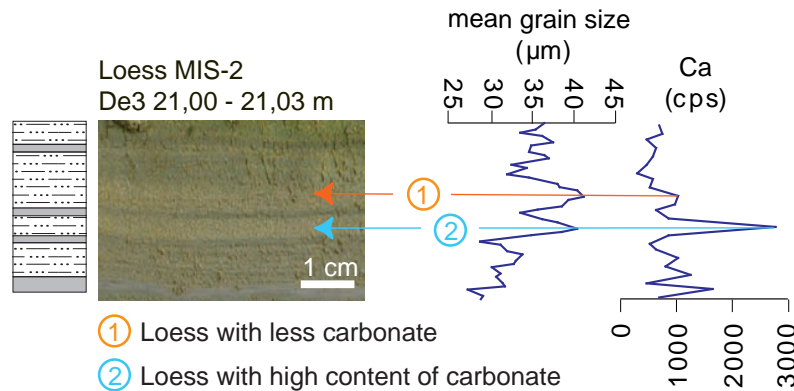 mean grain size
(µm)
25 30 35 40 45
Ca
(cps)
Loess MIS-2
De3 21,00 - 21,03 m
1
2
1 cm
0 1000 2000 3000
1 Loess with less carbonate
2 Loess with high content of carbonate